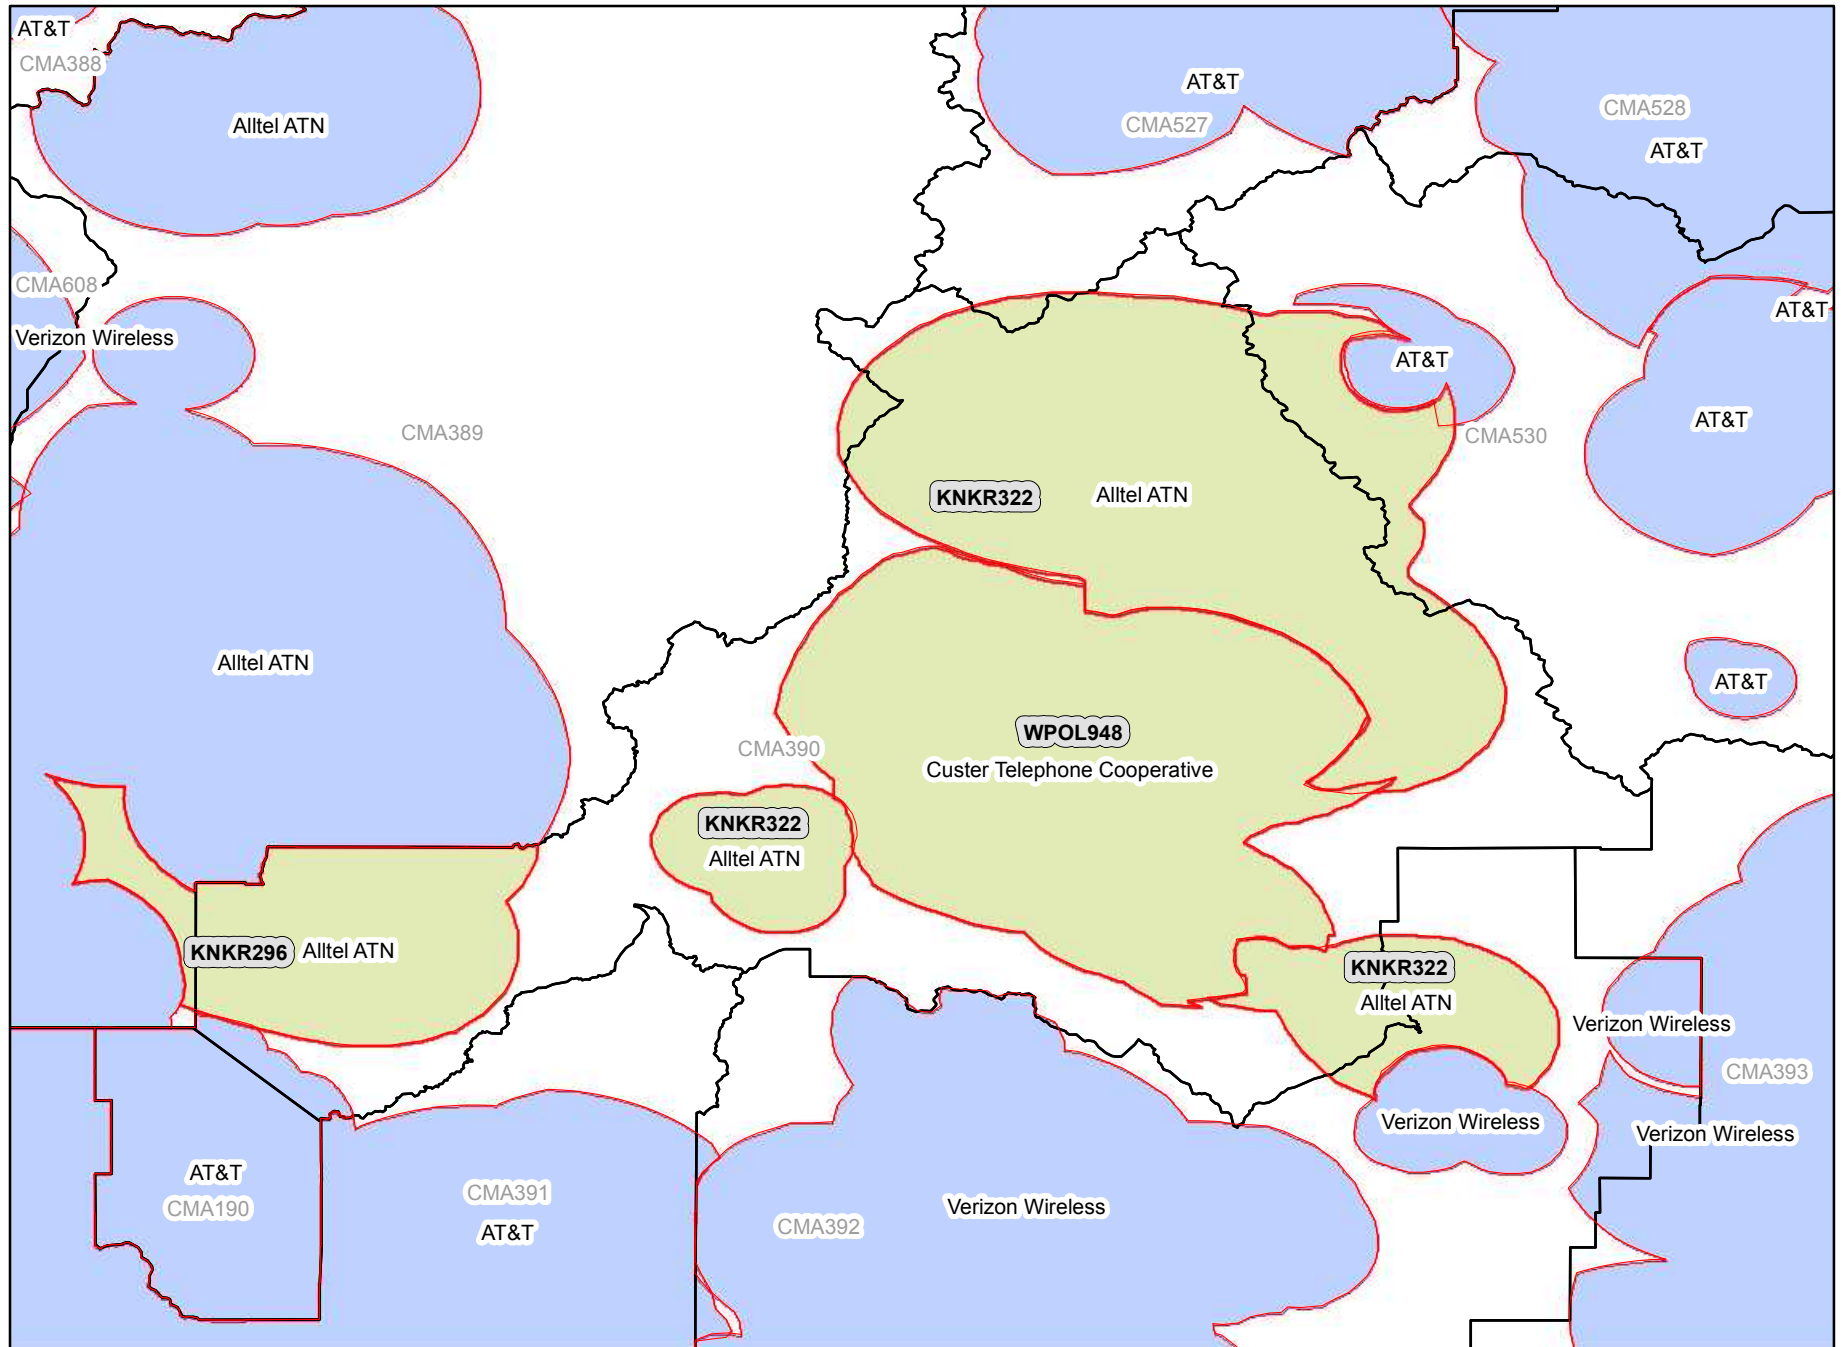 AT&T
CMA388
Alltel ATN
AT&T
CMA527
CMA528
AT&T
CMA608
Verizon Wireless
AT&T
AT&T
AT&T
CMA389
CMA530
KNKR322
Alltel ATN
Alltel ATN
AT&T
WPOL948
Custer Telephone Cooperative
CMA390
KNKR322
Alltel ATN
KNKR296
Alltel ATN
KNKR322
Alltel ATN
Verizon Wireless
CMA393
Verizon Wireless
Verizon Wireless
AT&T
CMA190
CMA391
AT&T
CMA392
Verizon Wireless